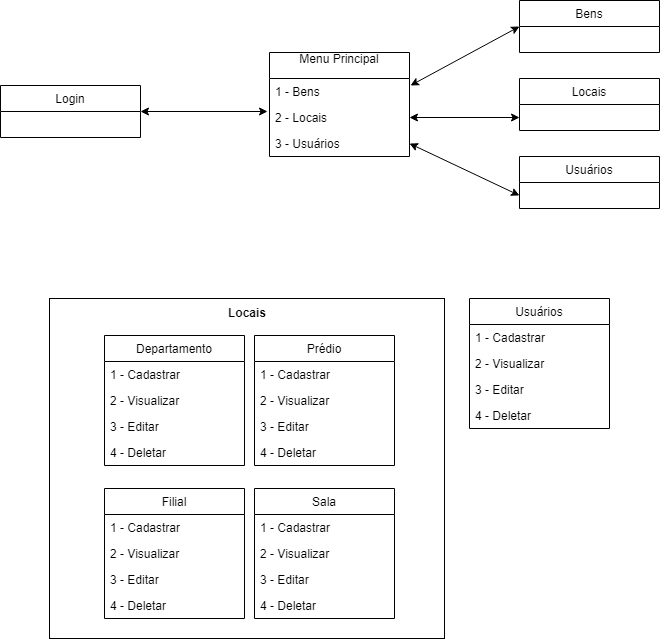 Bens
Menu Principal
Login
1 - Bens
2 - Locais
3 - Usuários
Locais
Usuários
Locais
Departamento
1 - Cadastrar
2 - Visualizar
3 - Editar
4 - Deletar
Prédio
1 - Cadastrar
2 - Visualizar
3 - Editar
4 - Deletar
Filial
1 - Cadastrar
2 - Visualizar
3 - Editar
4 - Deletar
Sala
1 - Cadastrar
2 - Visualizar
3 - Editar
4 - Deletar
Usuários
1 - Cadastrar
2 - Visualizar
3 - Editar
4 - Deletar